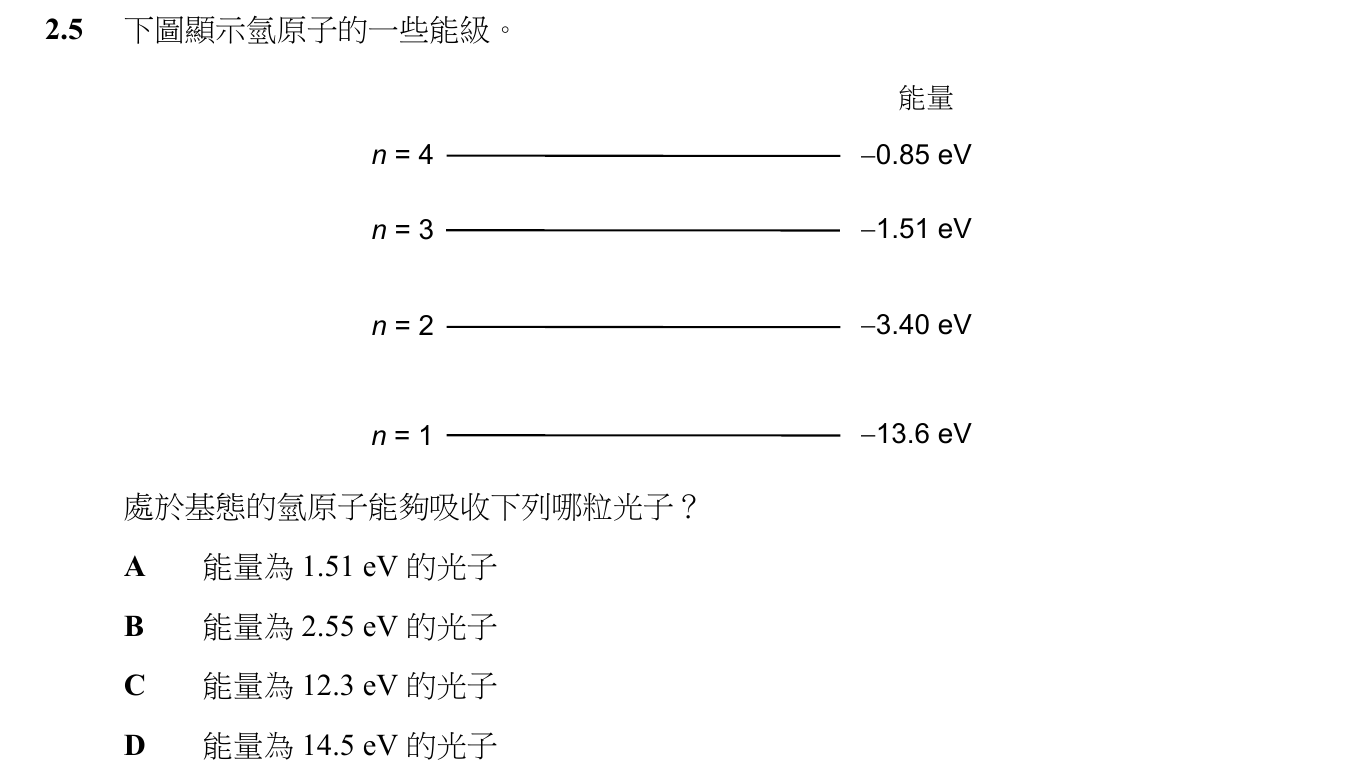 2.5 下圖顯示氫原子的一些能級。
能量
n = 4 –0.85 eV
n = 3 –1.51 eV
n = 2 –3.40 eV
n = 1 –13.6 eV
處於基態的氫原子能夠吸收下列哪粒光子？
A 能量為 1.51 eV 的光子
B 能量為 2.55 eV 的光子
C 能量為 12.3 eV 的光子
D 能量為 14.5 eV 的光子